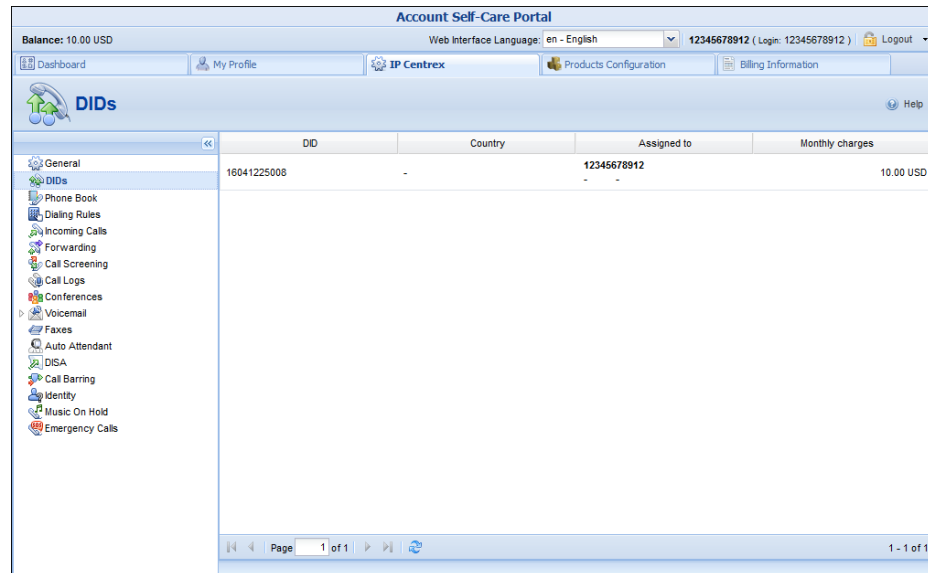 Account Self-Care Portal
Balance: 10.00 USD Web Interface Language: en - English 12345678912 ( Login: 12345678912 ) Logout
Dashboard My Profile IP Centrex Products Configuration Billing Information
DIDs Help
DID Country Assigned to Monthly charges
16041225008 - 12345678912 10.00 USD
- -
General
DIDs
Phone Book
Dialing Rules
Incoming Calls
Forwarding
Call Screening
Call Logs
Conferences
Voicemail
Faxes
Auto Attendant
DISA
Call Barring
Identity
Music On Hold
Emergency Calls
Page 1 of 1 1 - 1 of 1